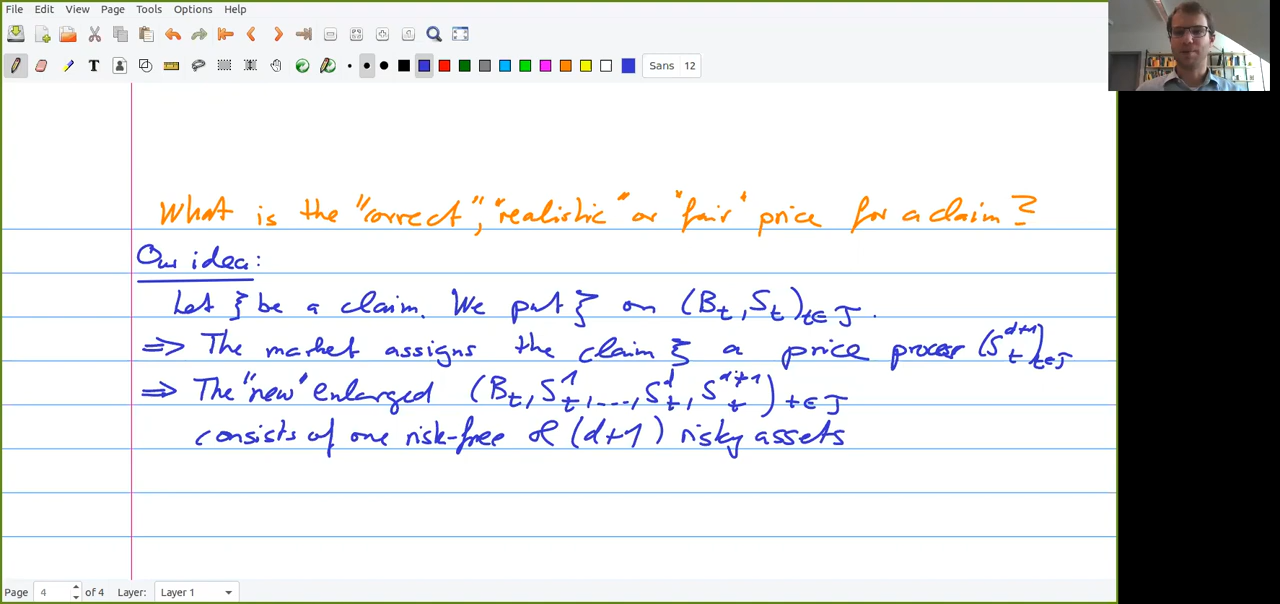 File Edit View Page Tools Options Help
Sans 12
What is the "correct", "realistic" or "fair" price for a claim?
Our idea:
Let ξ be a claim. We put ξ on (B_t, S_t)_{t∈J}.
⇒ The market assigns the claim ξ a price process (S_t^{d+1})_{t∈J}
⇒ The "new" enlarged (B_t, S_t^1, ..., S_t^d, S_t^{d+1})_{t∈J}
consists of one risk-free & (d+1) risky assets
Page 4 of 4 Layer: Layer 1